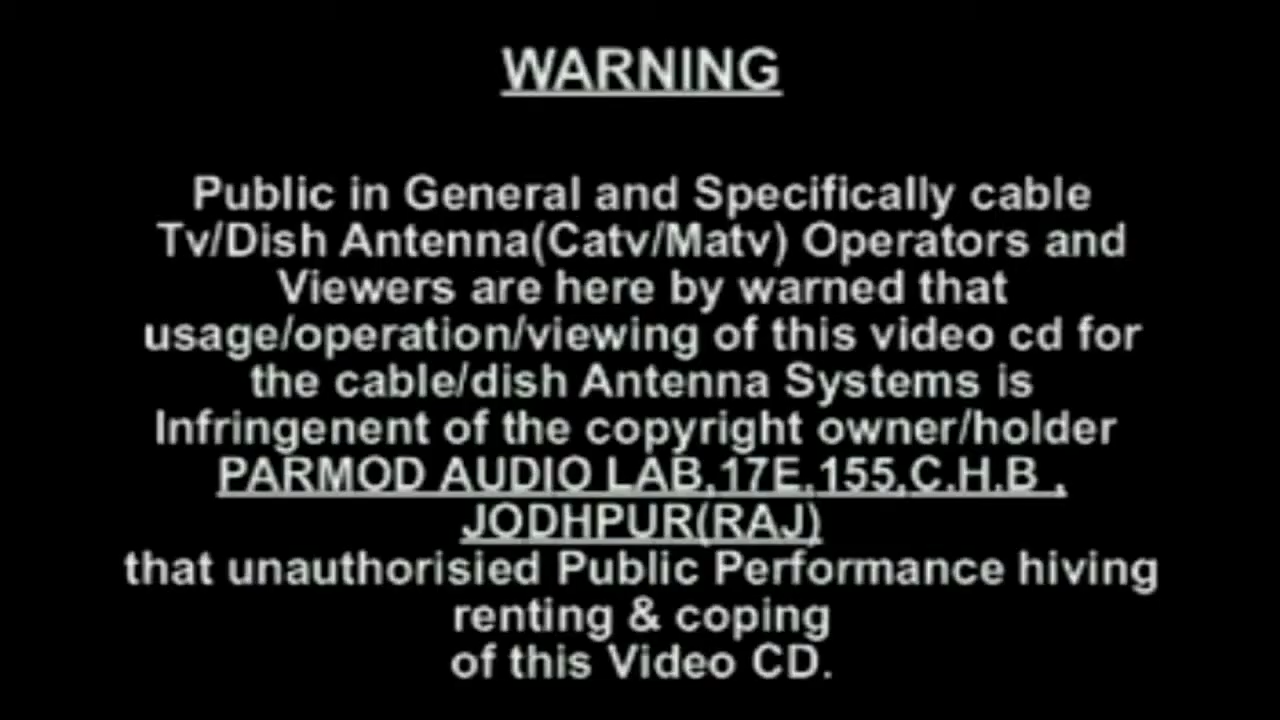 WARNING
Public in General and Specifically cable
Tv/Dish Antenna(Catv/Matv) Operators and
Viewers are here by warned that
usage/operation/viewing of this video cd for
the cable/dish Antenna Systems is
Infringenent of the copyright owner/holder
PARMOD AUDIO LAB,17E,155,C.H.B ,
JODHPUR(RAJ)
that unauthorisied Public Performance hiving
renting & coping
of this Video CD.